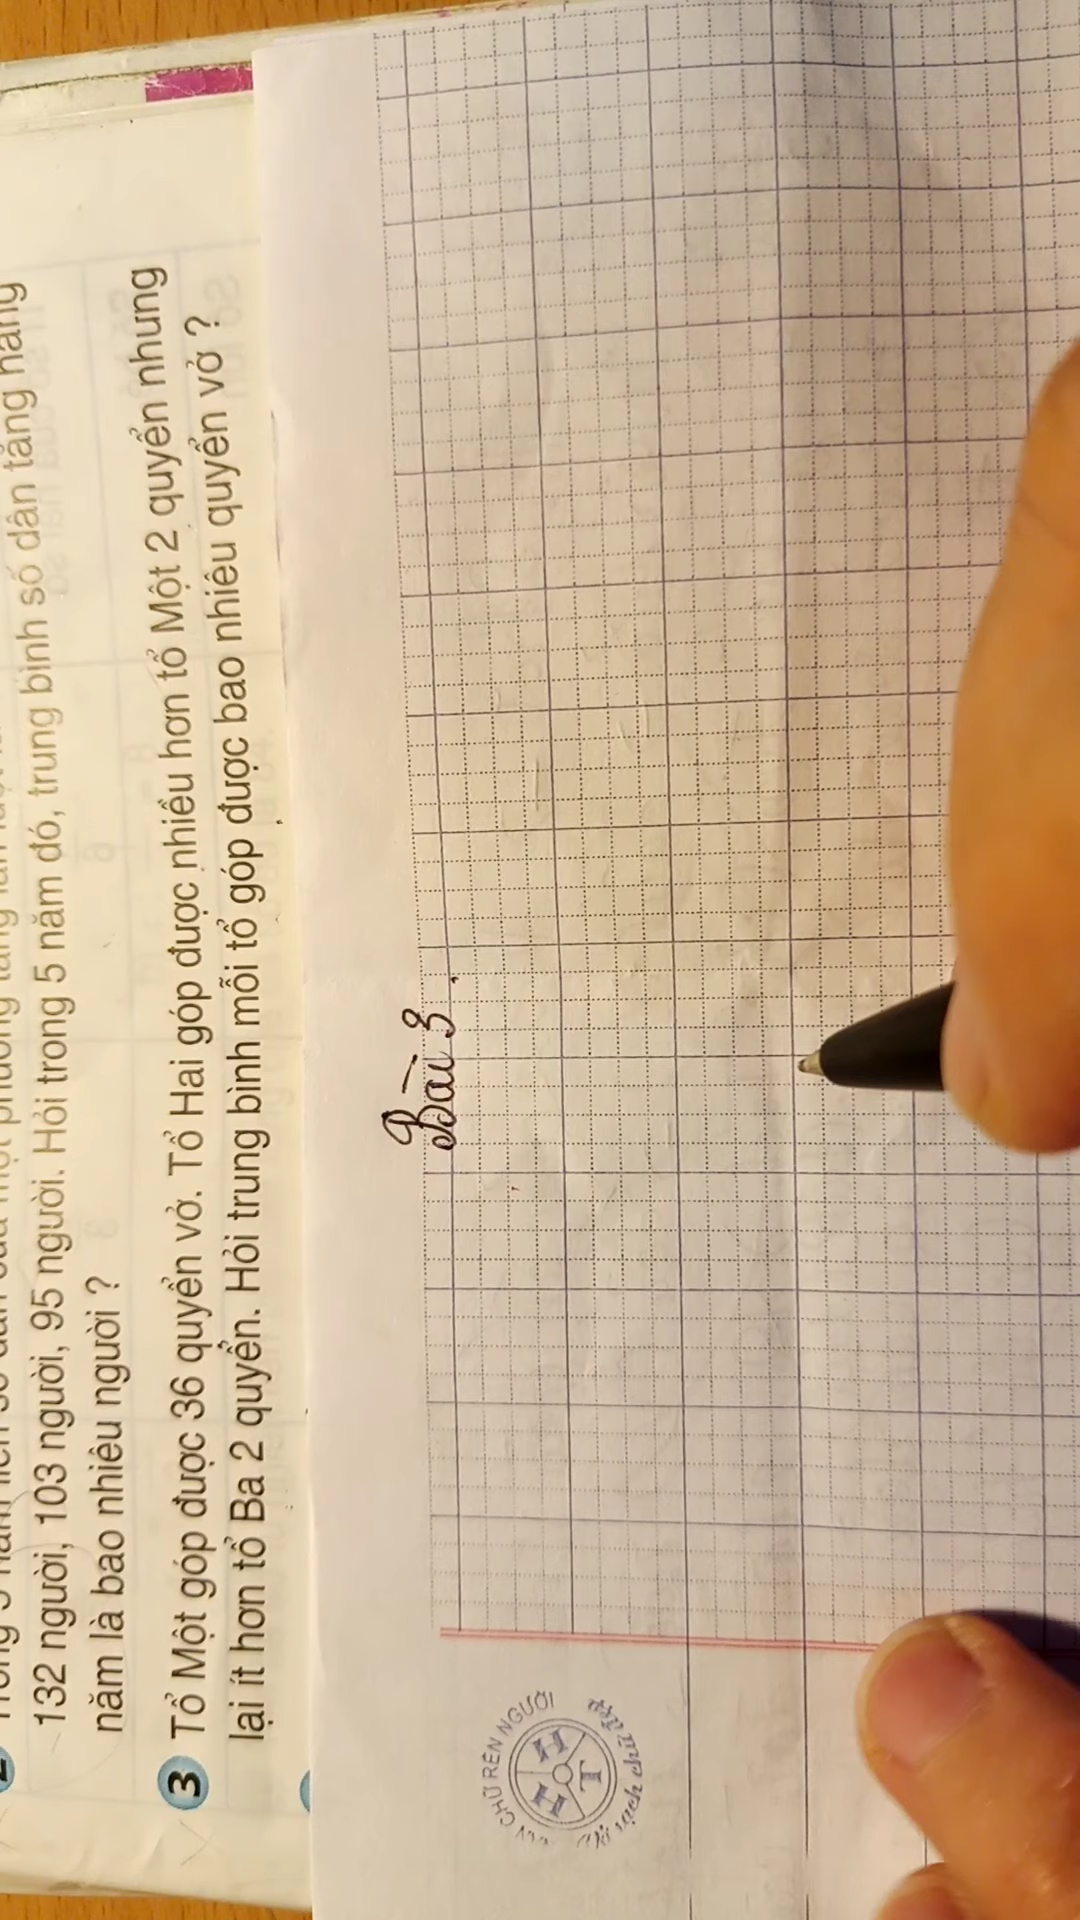 132 người, 103 người, 95 người. Hỏi trong 5 năm đó, trung bình số dân tăng hằng
năm là bao nhiêu người ?
3 Tổ Một góp được 36 quyển vở. Tổ Hai góp được nhiều hơn tổ Một 2 quyển nhưng
lại ít hơn tổ Ba 2 quyển. Hỏi trung bình mỗi tổ góp được bao nhiêu quyển vở ?
Bài 3.
CHỮ RÈN NGƯỜI
H T H
sạch chữ đẹp